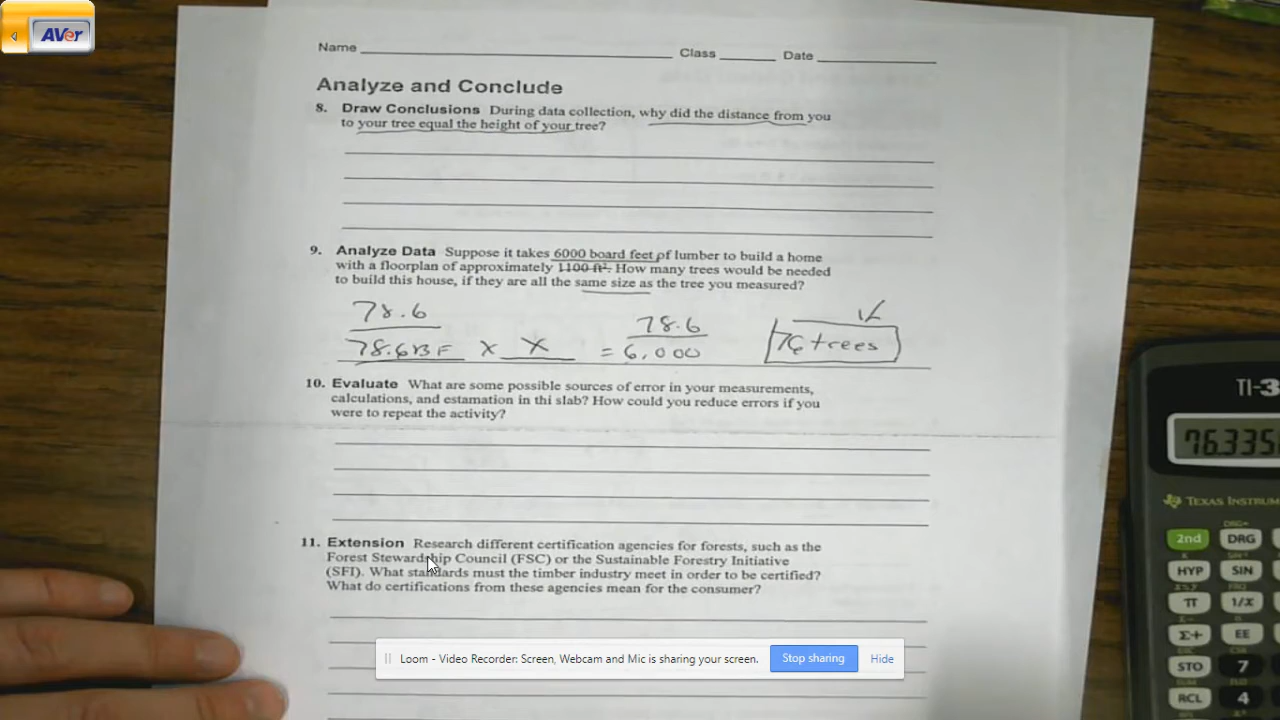 AVer
Name Class Date
Analyze and Conclude
8. Draw Conclusions During data collection, why did the distance from you
to your tree equal the height of your tree?
9. Analyze Data Suppose it takes 6000 board feet of lumber to build a home
with a floorplan of approximately 1100 ft². How many trees would be needed
to build this house, if they are all the same size as the tree you measured?
78.6
78.6BF x x = 78.6
6,000
76 trees
10. Evaluate What are some possible sources of error in your measurements,
calculations, and estamation in thi slab? How could you reduce errors if you
were to repeat the activity?
11. Extension Research different certification agencies for forests, such as the
Forest Stewardship Council (FSC) or the Sustainable Forestry Initiative
(SFI). What standards must the timber industry meet in order to be certified?
What do certifications from these agencies mean for the consumer?
Loom - Video Recorder: Screen, Webcam and Mic is sharing your screen. Stop sharing Hide
TI-3
76.335
TEXAS INSTRUM
2nd DRG
HYP SIN
π 1/x
Σ+ EE
STO 7
RCL 4